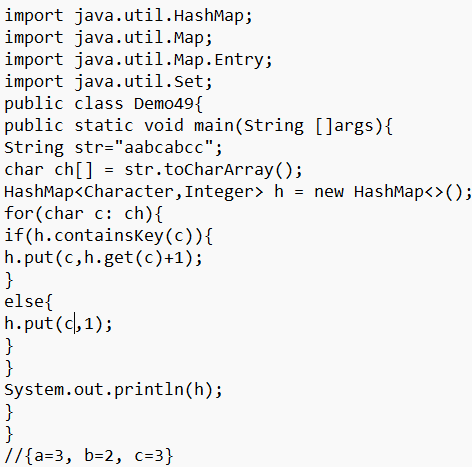 import java.util.HashMap;
import java.util.Map;
import java.util.Map.Entry;
import java.util.Set;
public class Demo49{
public static void main(String []args){
String str="aabcabcc";
char ch[] = str.toCharArray();
HashMap<Character,Integer> h = new HashMap<>();
for(char c: ch){
if(h.containsKey(c)){
h.put(c,h.get(c)+1);
}
else{
h.put(c,1);
}
}
System.out.println(h);
}
}
//{a=3, b=2, c=3}